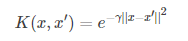 K(x, x′) = e^{−γ||x−x′||²}